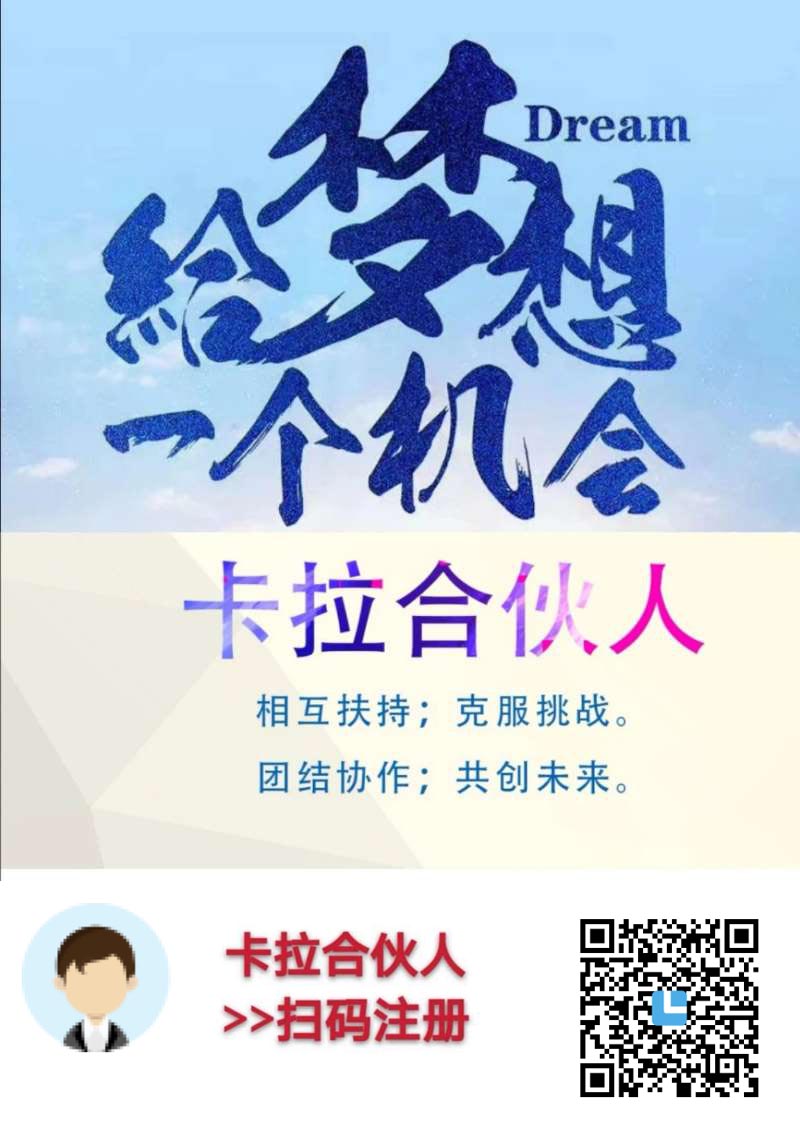 Dream
给梦想
一个机会
卡拉合伙人
相互扶持；克服挑战。
团结协作；共创未来。
卡拉合伙人
>>扫码注册